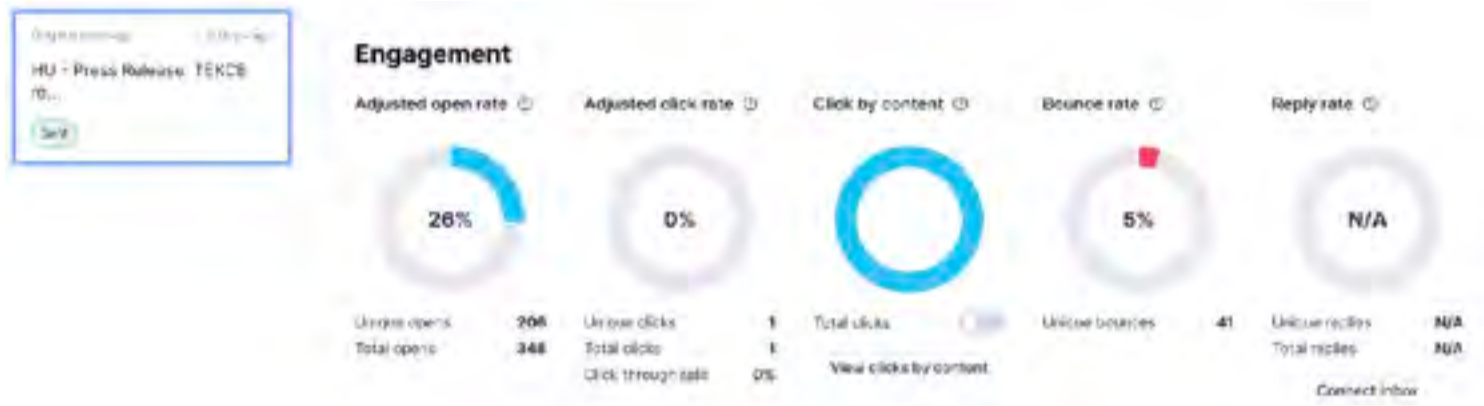 HU - Press Release: TEKCE
ro...
Sent
Engagement
Adjusted open rate
Adjusted click rate
Click by content
Bounce rate
Reply rate
26%
0%
5%
N/A
Unique opens 206
Total opens 348
Unique clicks 1
Total clicks 1
Click through rate 0%
Total clicks
View clicks by content
Unique bounces 41
Unique replies N/A
Total replies N/A
Connect inbox